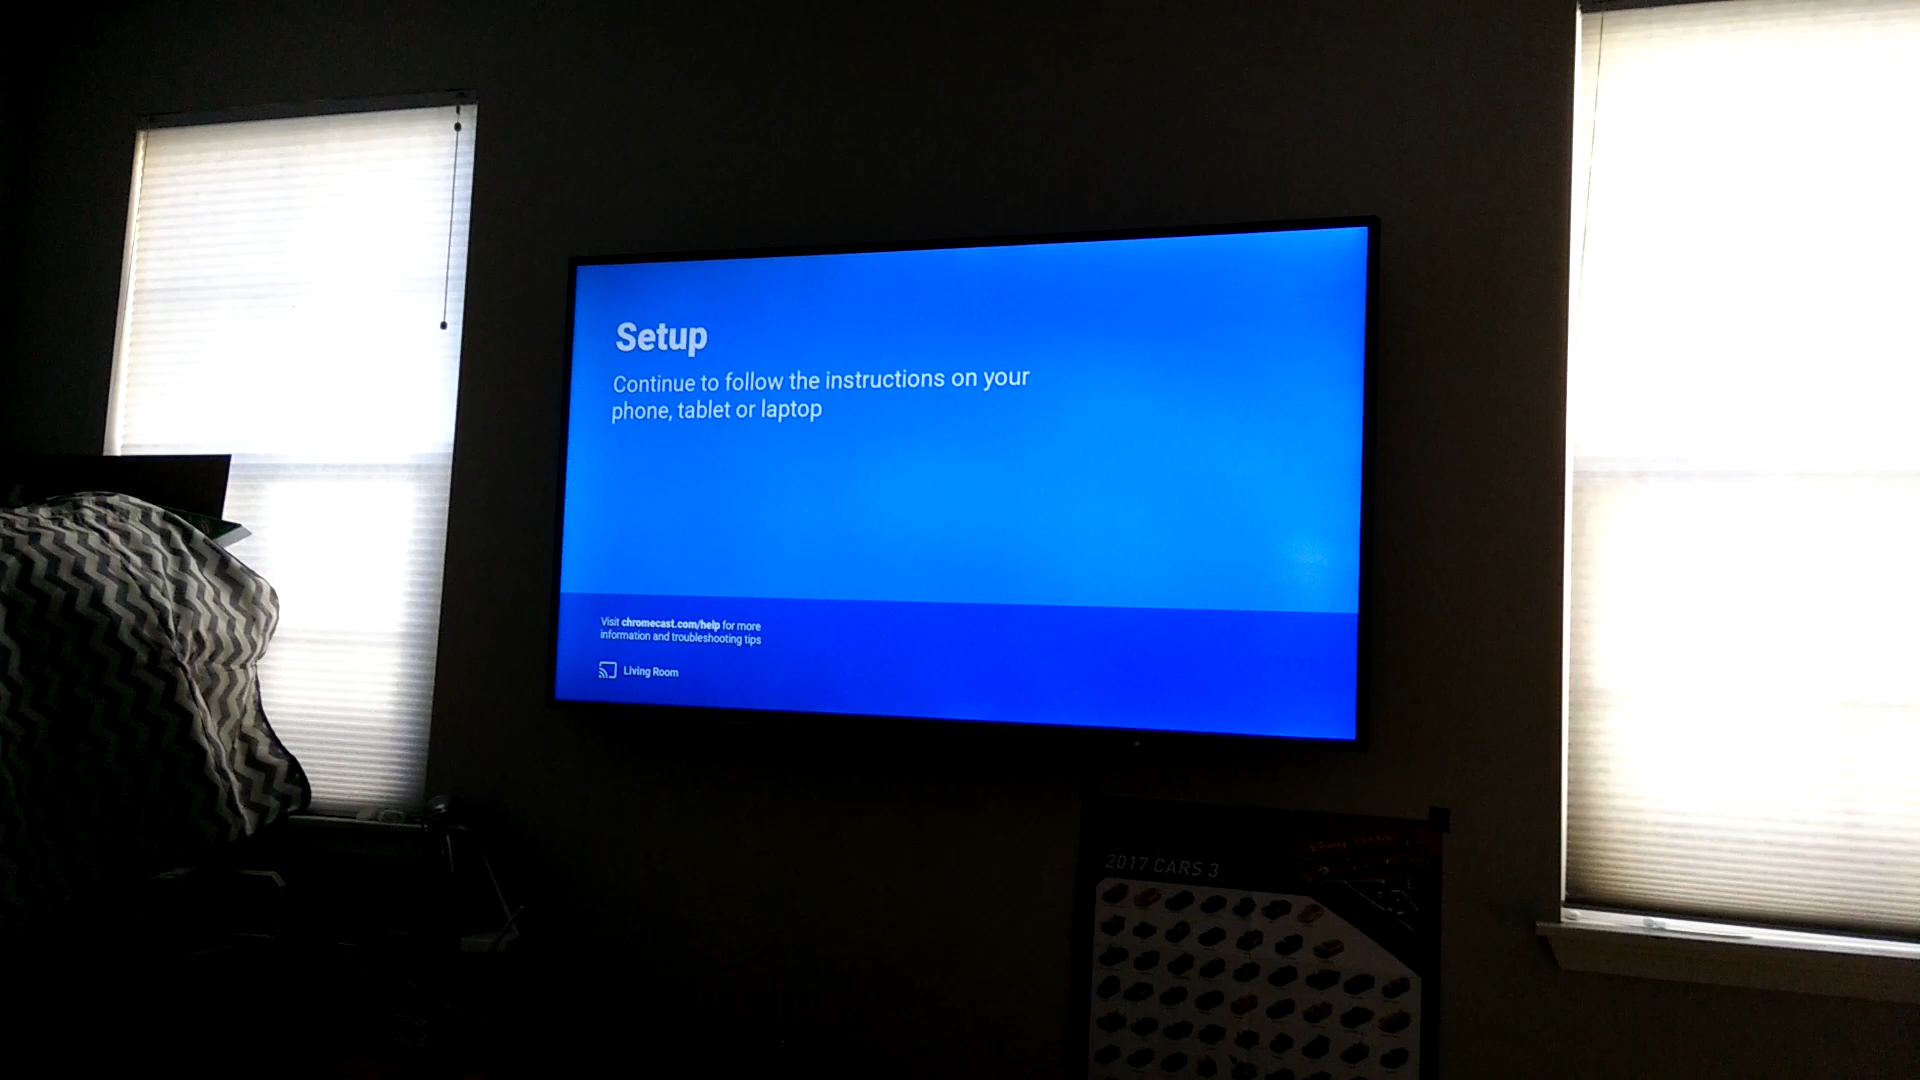 Setup
Continue to follow the instructions on your
phone, tablet or laptop
Visit chromecast.com/help for more
information and troubleshooting tips
Living Room
2017 CARS 3